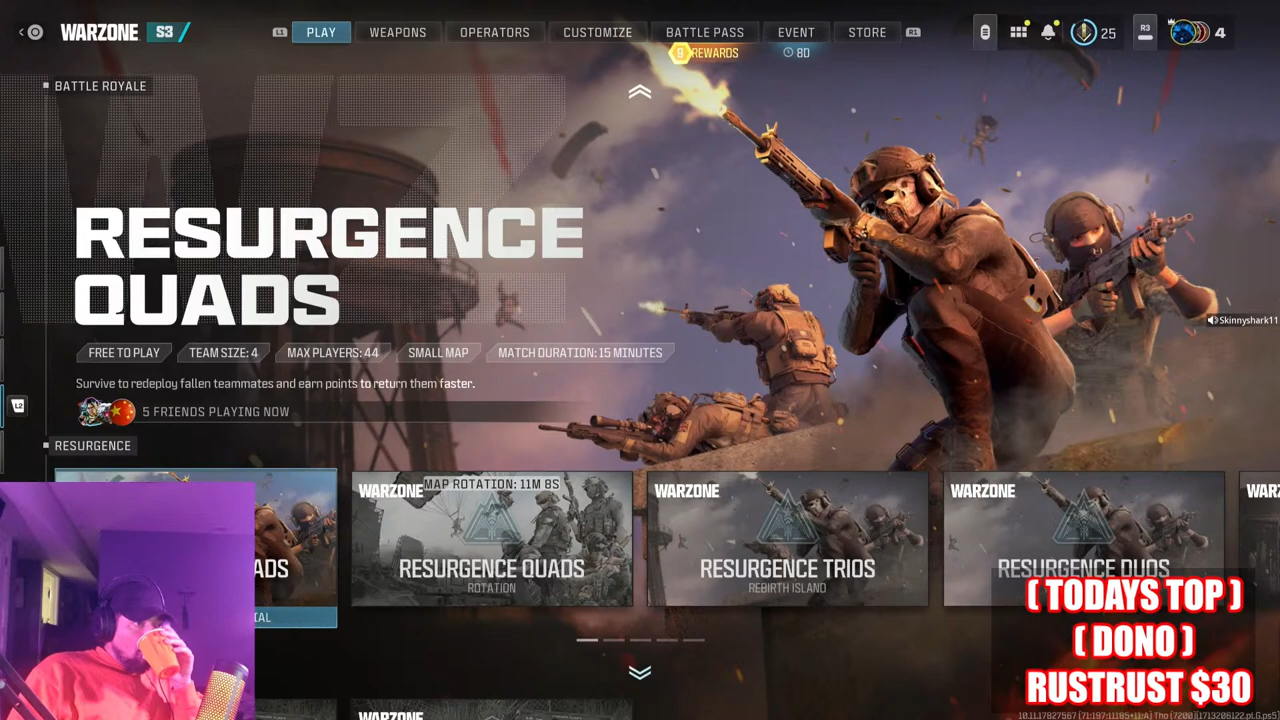 WARZONE S3
L1 PLAY WEAPONS OPERATORS CUSTOMIZE BATTLE PASS EVENT STORE R1
25
R3
4
9 REWARDS
8D
BATTLE ROYALE
RESURGENCE
QUADS
FREE TO PLAY TEAM SIZE: 4 MAX PLAYERS: 44 SMALL MAP MATCH DURATION: 15 MINUTES
Survive to redeploy fallen teammates and earn points to return them faster.
5 FRIENDS PLAYING NOW
L2
Skinnyshark11
RESURGENCE
ADS
IAL
WARZONE MAP ROTATION: 11M 8S
RESURGENCE QUADS
ROTATION
WARZONE
RESURGENCE TRIOS
REBIRTH ISLAND
WARZONE
RESURGENCE DUOS
( TODAYS TOP )
( DONO )
RUSTRUST $30
WARZONE